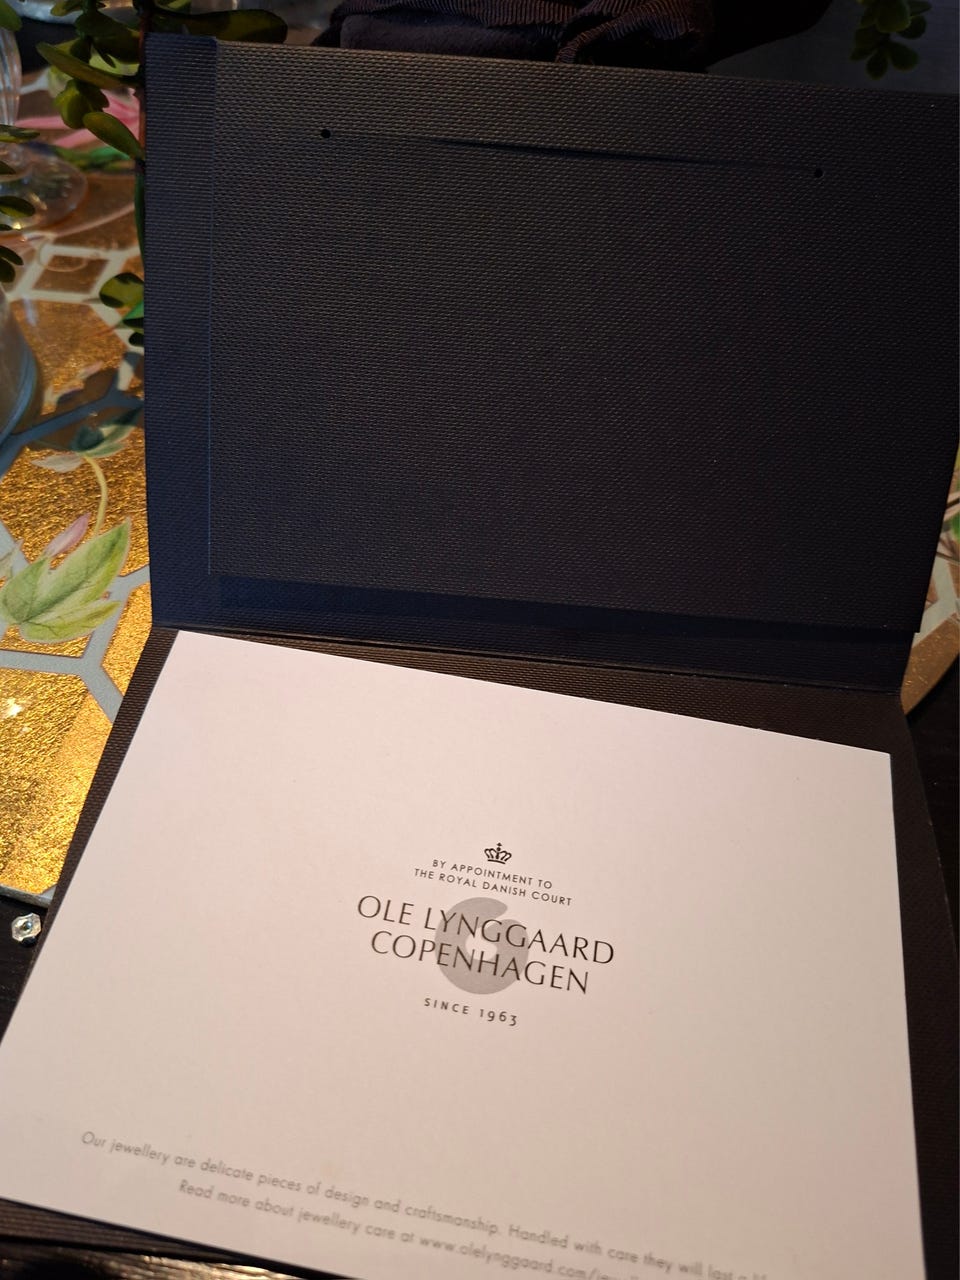 BY APPOINTMENT TO
THE ROYAL DANISH COURT
OLE LYNGGAARD
COPENHAGEN
SINCE 1963
Our jewellery are delicate pieces of design and craftsmanship. Handled with care they will last a
Read more about jewellery care at www.olelynggaard.com/jewell